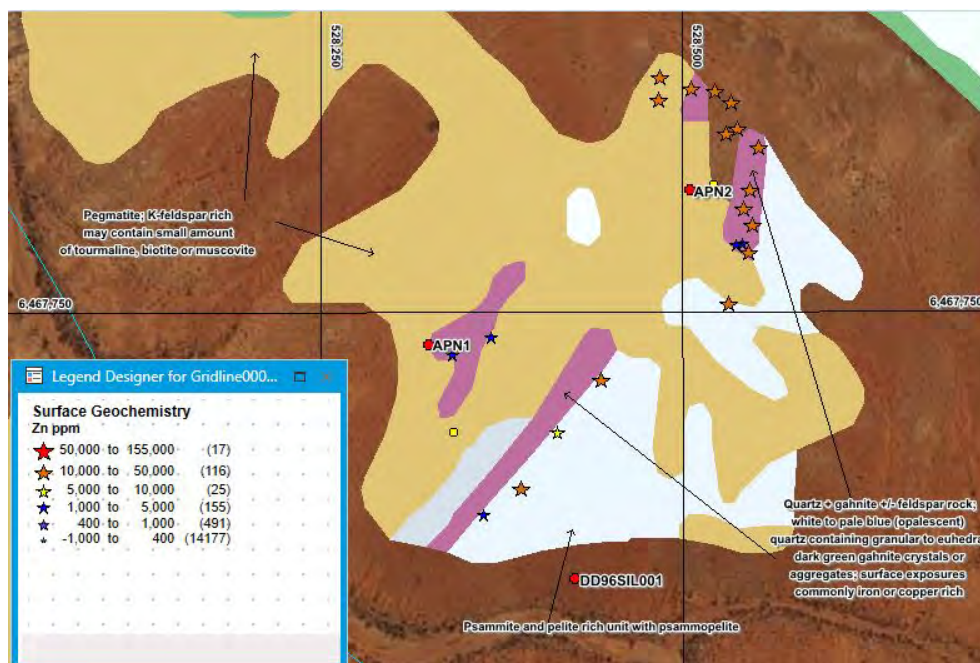 528,250
528,500
Pegmatite; K-feldspar rich
may contain small amount
of tourmaline, biotite or muscovite
APN2
6,467,750
6,467,750
APN1
Legend Designer for Gridline000...
Surface Geochemistry
Zn ppm
50,000 to 155,000 (17)
10,000 to 50,000 (116)
5,000 to 10,000 (25)
1,000 to 5,000 (155)
400 to 1,000 (491)
-1,000 to 400 (14177)
Quartz + gahnite +/- feldspar rock;
white to pale blue (opalescent)
quartz containing granular to euhedra
dark green gahnite crystals or
aggregates; surface exposures
commonly iron or copper rich
DD96SIL001
Psammite and pelite rich unit with psammopelite